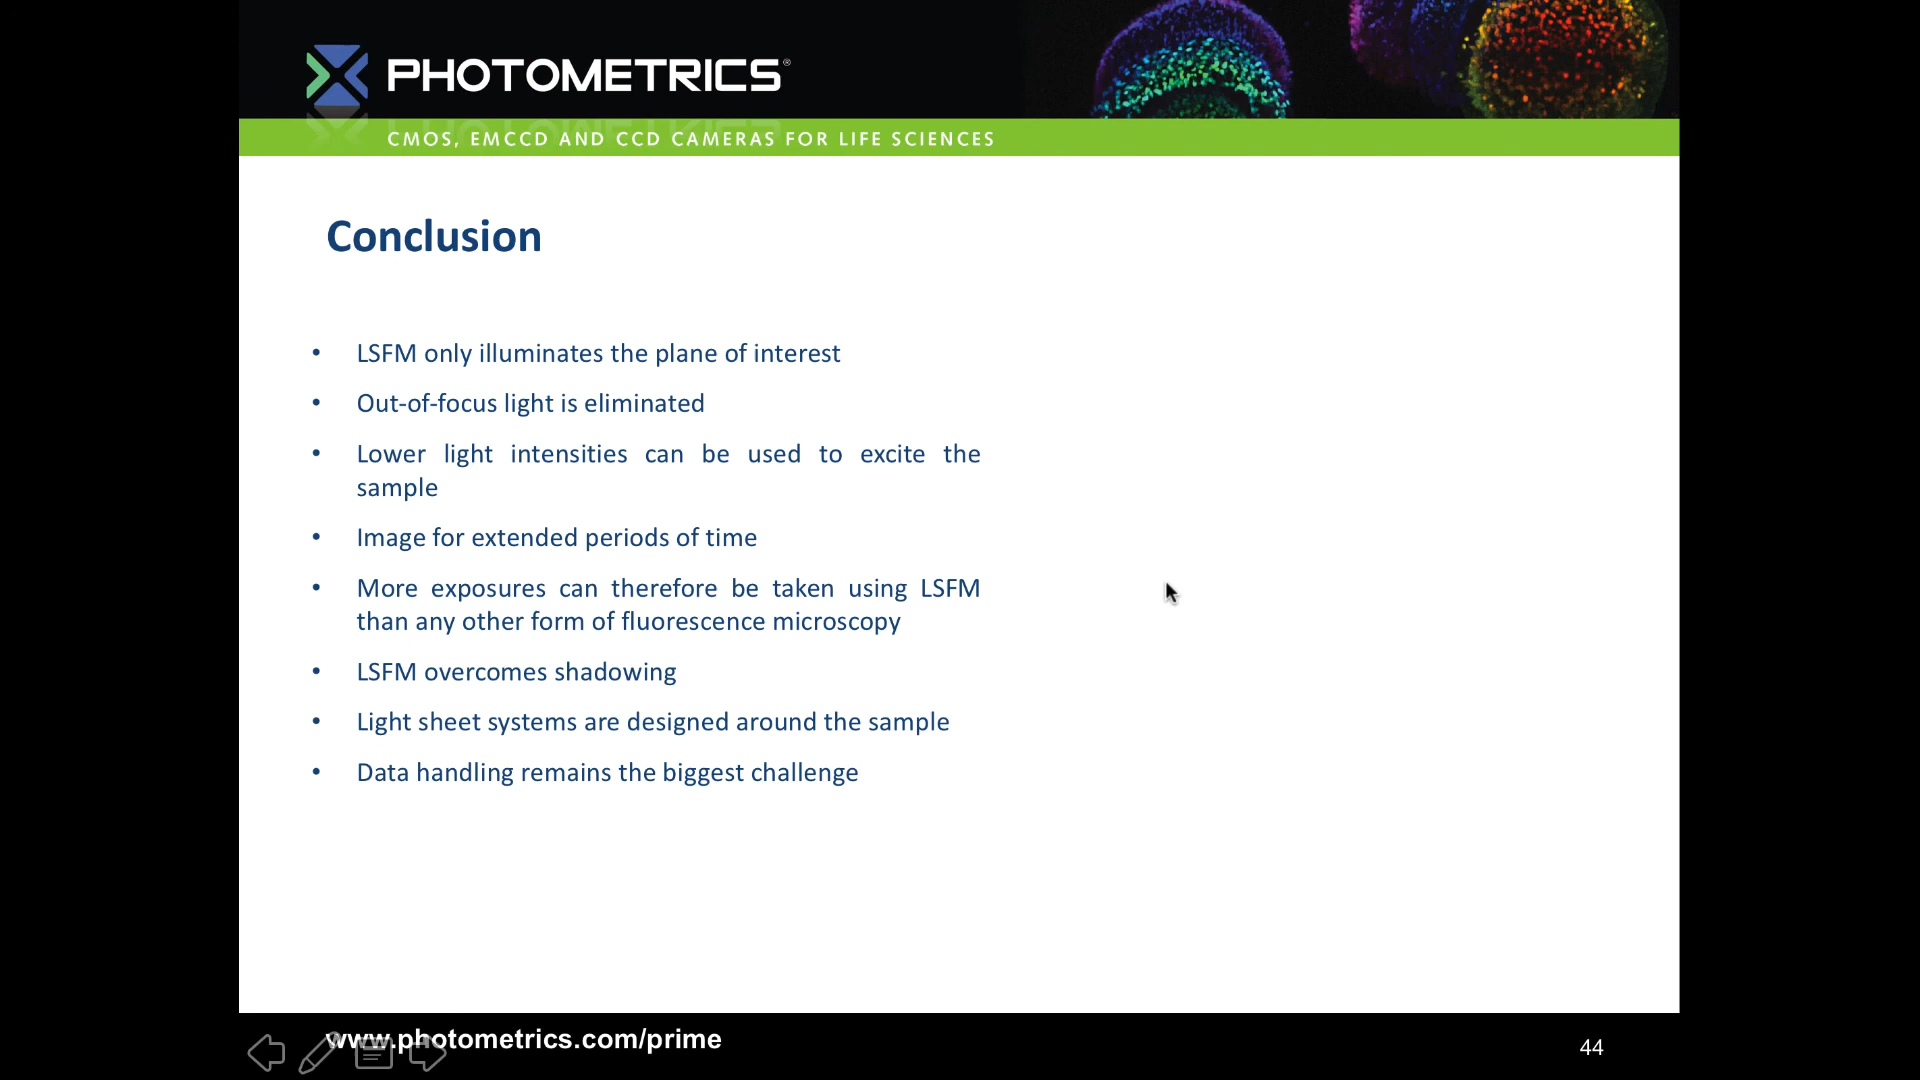 PHOTOMETRICS®
CMOS, EMCCD AND CCD CAMERAS FOR LIFE SCIENCES
Conclusion
• LSFM only illuminates the plane of interest
• Out-of-focus light is eliminated
• Lower light intensities can be used to excite the
sample
• Image for extended periods of time
• More exposures can therefore be taken using LSFM
than any other form of fluorescence microscopy
• LSFM overcomes shadowing
• Light sheet systems are designed around the sample
• Data handling remains the biggest challenge
www.photometrics.com/prime
44